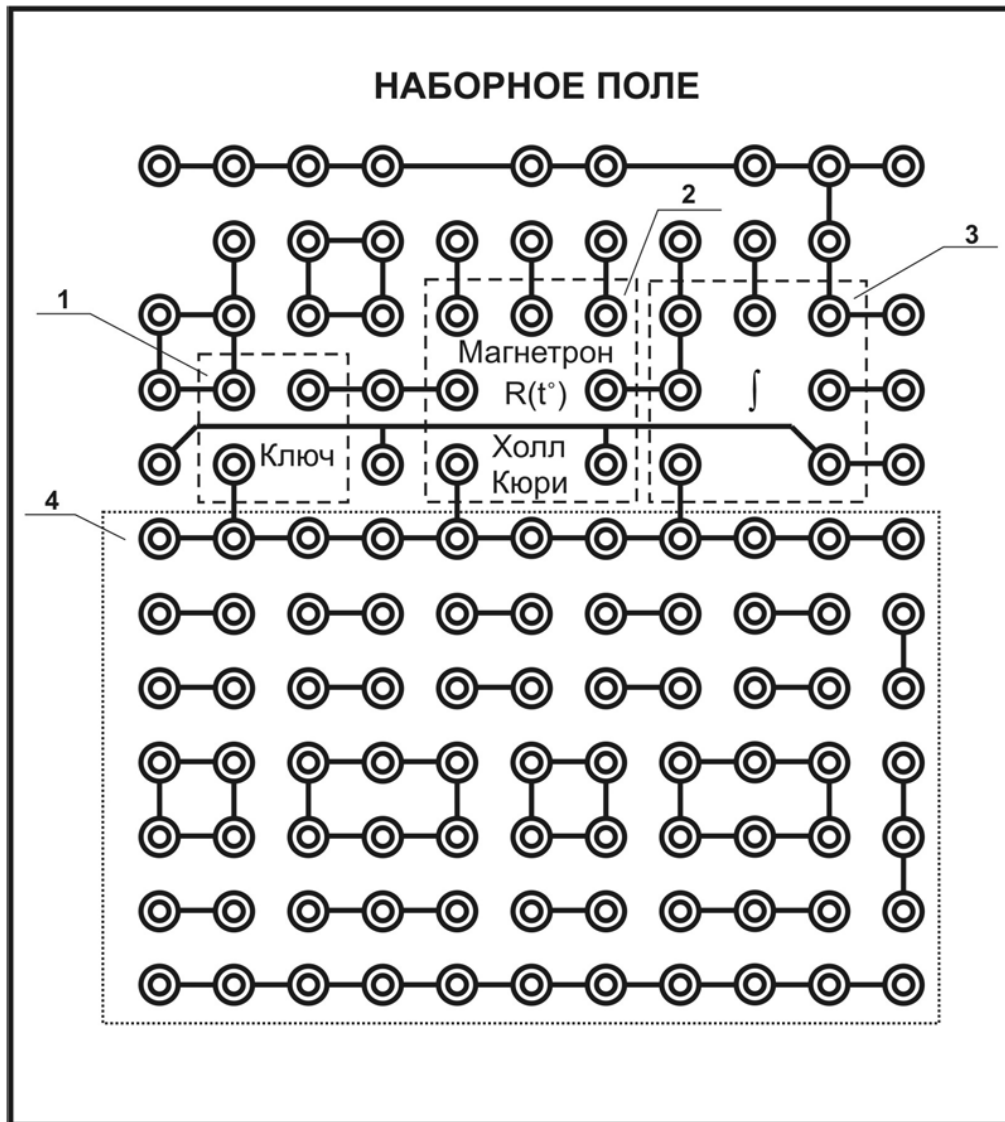 НАБОРНОЕ ПОЛЕ
2
3
1
Магнетрон
R(t°)
∫
Ключ
Холл
Кюри
4